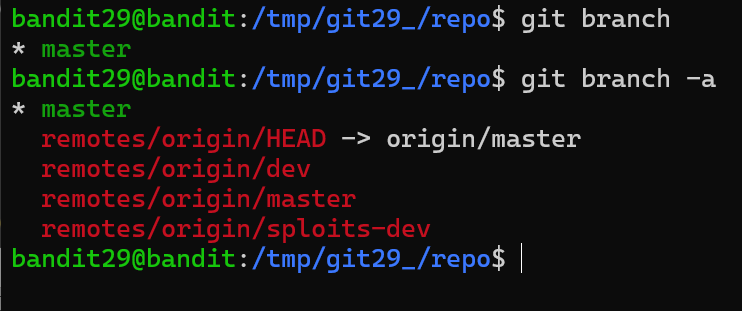 bandit29@bandit:/tmp/git29_/repo$ git branch
* master
bandit29@bandit:/tmp/git29_/repo$ git branch -a
* master
  remotes/origin/HEAD -> origin/master
  remotes/origin/dev
  remotes/origin/master
  remotes/origin/sploits-dev
bandit29@bandit:/tmp/git29_/repo$